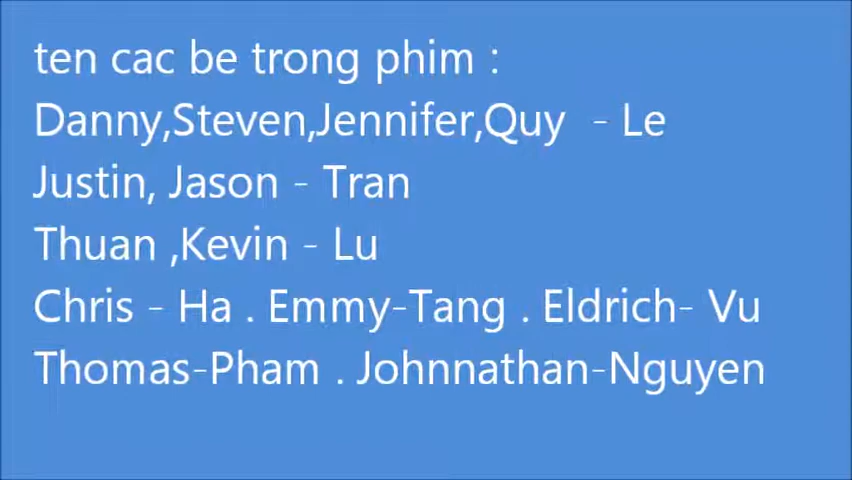 ten cac be trong phim :
Danny,Steven,Jennifer,Quy - Le
Justin, Jason - Tran
Thuan ,Kevin - Lu
Chris - Ha . Emmy-Tang . Eldrich- Vu
Thomas-Pham . Johnnathan-Nguyen